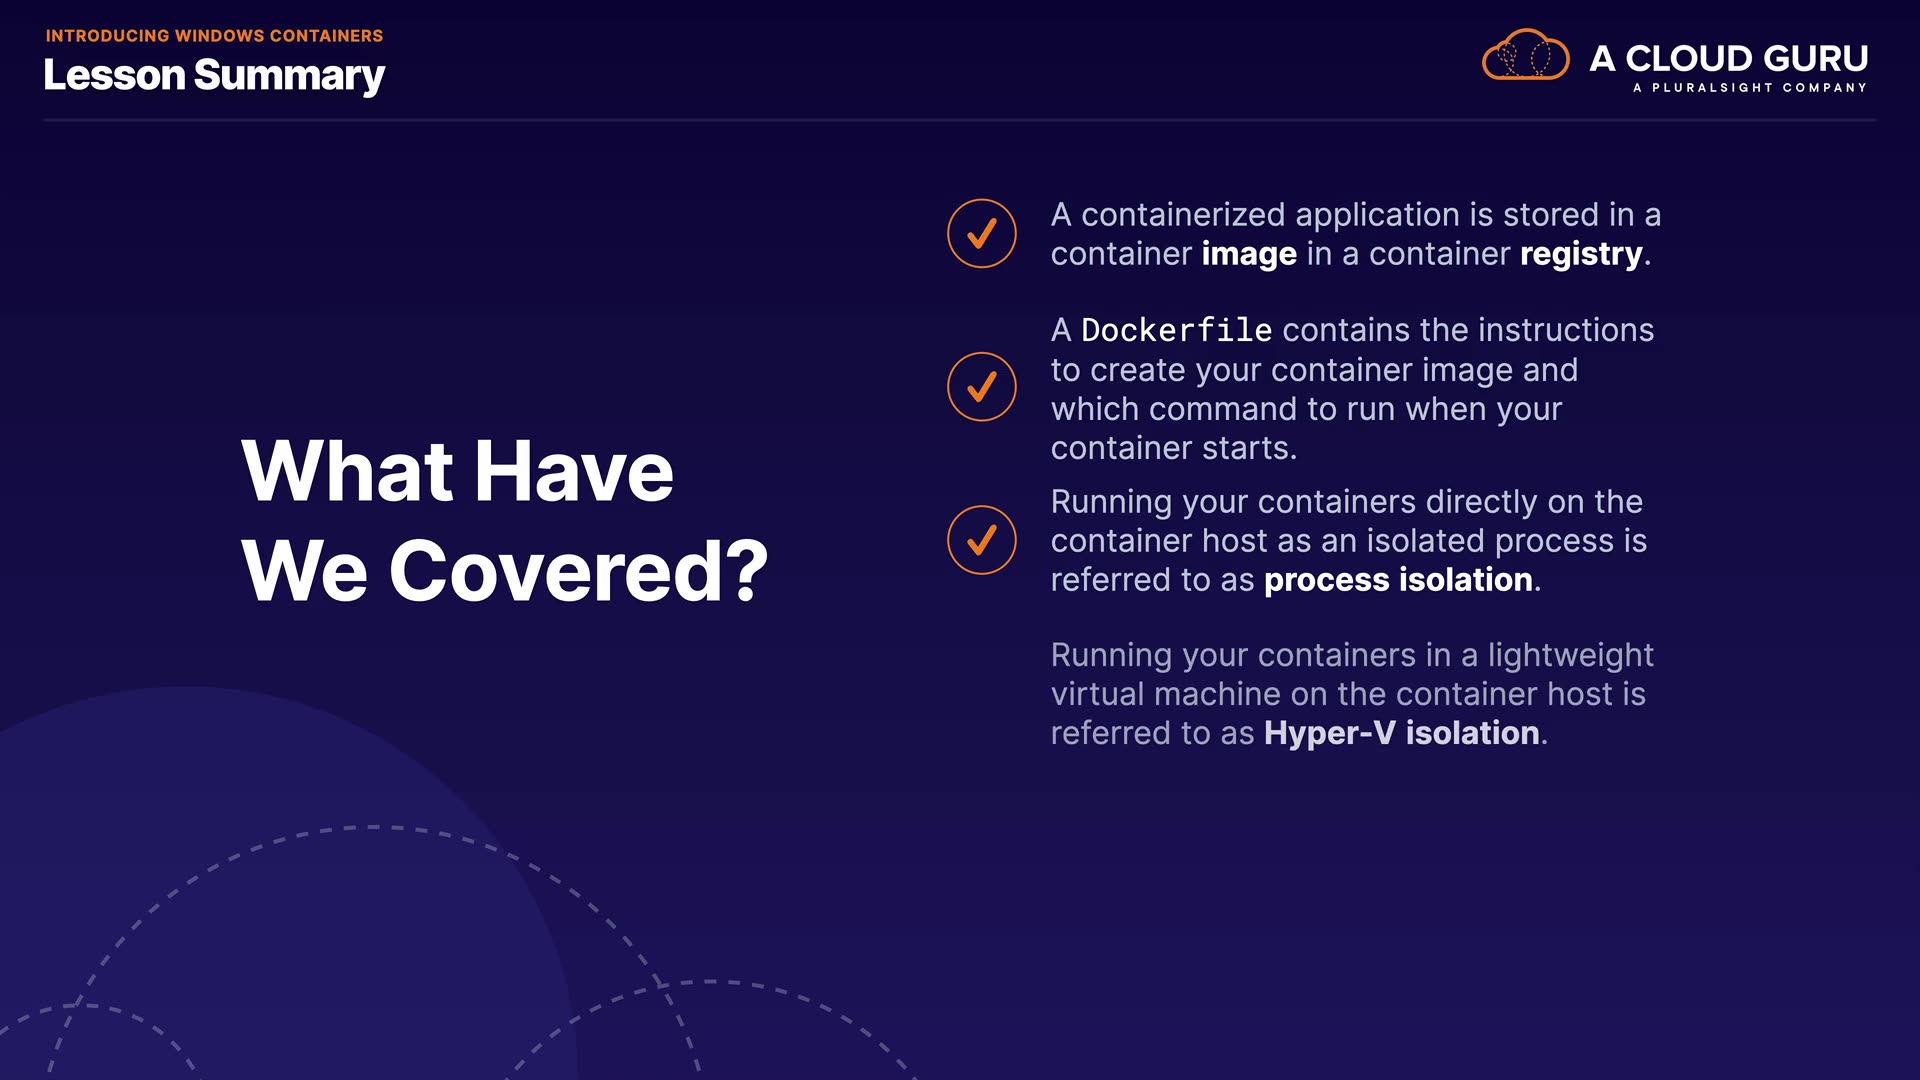 INTRODUCING WINDOWS CONTAINERS
Lesson Summary
A CLOUD GURU
A PLURALSIGHT COMPANY
What Have
We Covered?
A containerized application is stored in a
container image in a container registry.
A Dockerfile contains the instructions
to create your container image and
which command to run when your
container starts.
Running your containers directly on the
container host as an isolated process is
referred to as process isolation.
Running your containers in a lightweight
virtual machine on the container host is
referred to as Hyper-V isolation.